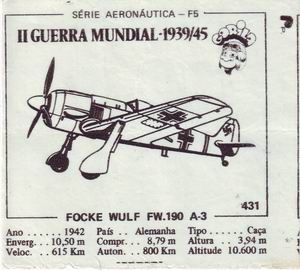 SÉRIE AERONÁUTICA – F5
II GUERRA MUNDIAL-1939/45
431
FOCKE WULF FW.190 A-3
Ano ..... 1942 País .. Alemanha Tipo ...... Caça
Enverg... 10,50 m Compr... 8,79 m Altura .. 3,94 m
Veloc. .. 615 Km Auton: 800 Km Altitude 10.600 m